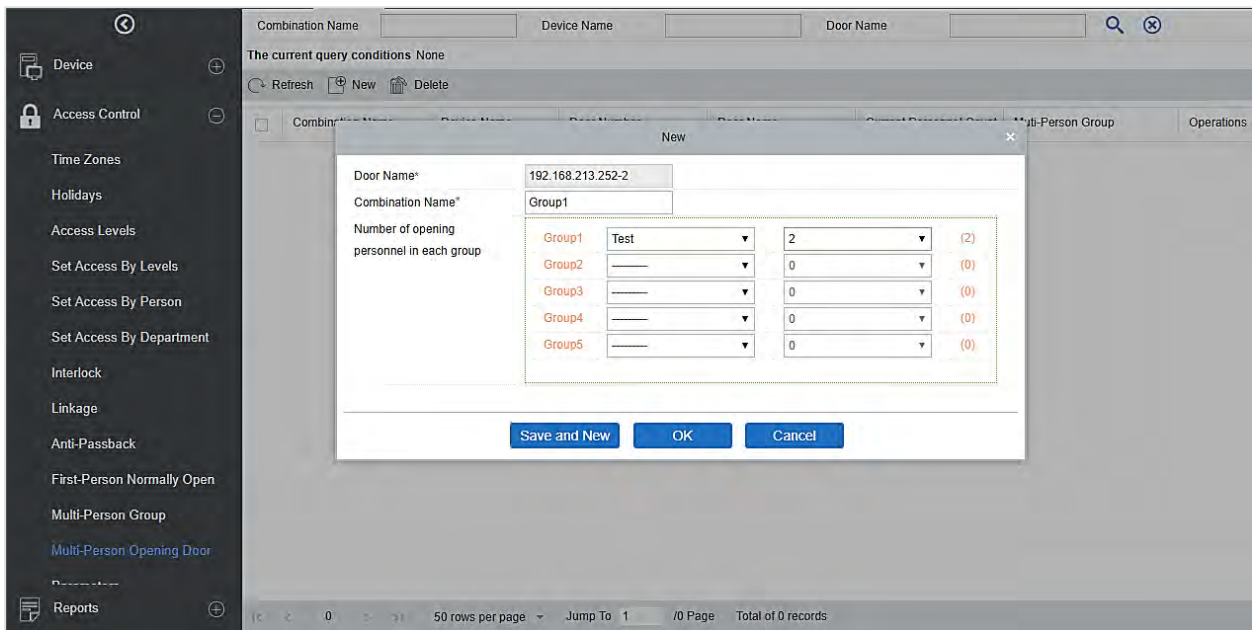 Combination Name Device Name Door Name
The current query conditions None
Refresh New Delete
Muti-Person Group Operations
Device
Access Control
Time Zones
Holidays
Access Levels
Set Access By Levels
Set Access By Person
Set Access By Department
Interlock
Linkage
Anti-Passback
First-Person Normally Open
Multi-Person Group
Multi-Person Opening Door
Parameters
Reports
New
Door Name* 192.168.213.252-2
Combination Name* Group1
Number of opening
personnel in each group
Group1 Test 2 (2)
Group2 --------- 0 (0)
Group3 --------- 0 (0)
Group4 --------- 0 (0)
Group5 --------- 0 (0)
Save and New OK Cancel
0 50 rows per page Jump To 1 /0 Page Total of 0 records